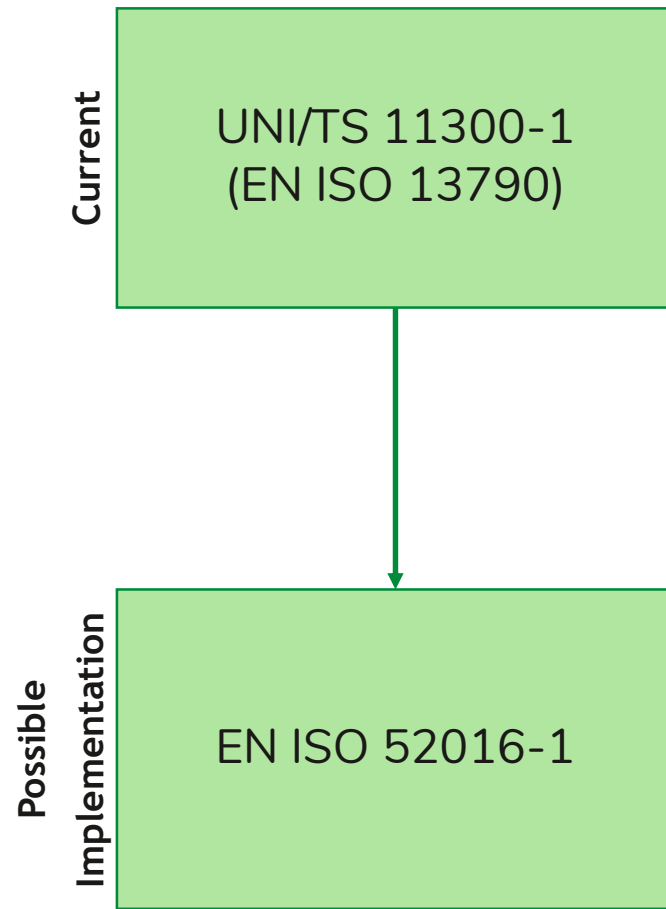 Current
UNI/TS 11300-1
(EN ISO 13790)
Possible
Implementation
EN ISO 52016-1